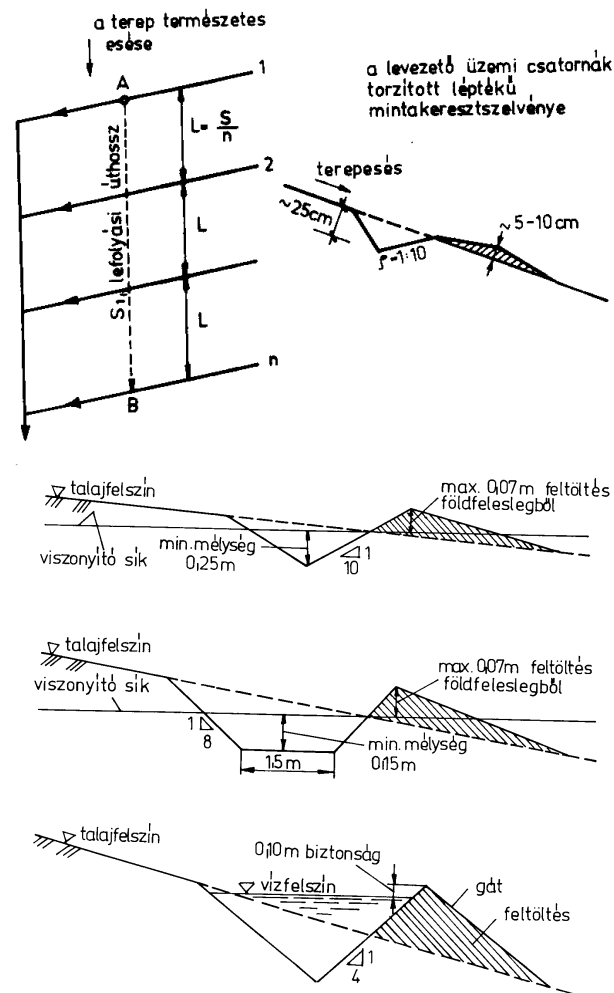 a terep természetes
esése
A
1
L = S/n
2
S₁, lefolyási úthossz
L
L
n
B
a levezető üzemi csatornák
torzított léptékű
mintakeresztszelvénye
terepesés
~25cm
~5-10cm
ρ-1:10
talajfelszín
viszonyító sík
min.mélység
0,25m
1
10
max. 0,07m feltöltés
földfeleslegből
talajfelszín
viszonyító sík
1
8
1,5 m
min.mélység
0,15m
max.0,07m feltöltés
földfeleslegből
talajfelszín
0,10m biztonság
vízfelszín
gát
feltöltés
1
4